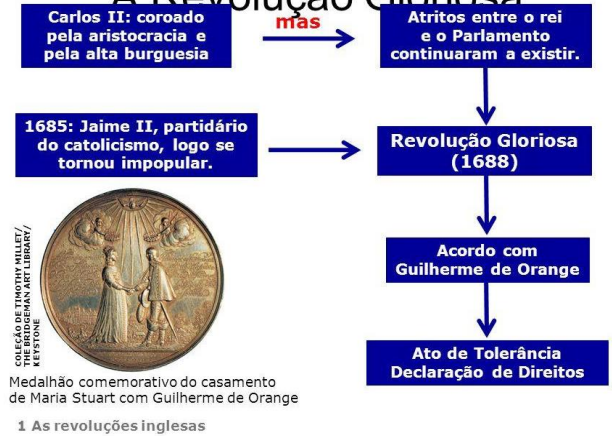 A Revolução Gloriosa
Carlos II: coroado
pela aristocracia e
pela alta burguesia
mas
Atritos entre o rei
e o Parlamento
continuaram a existir.
1685: Jaime II, partidário
do catolicismo, logo se
tornou impopular.
Revolução Gloriosa
(1688)
Acordo com
Guilherme de Orange
Ato de Tolerância
Declaração de Direitos
COLEÇÃO DE TIMOTHY MILLET/
THE BRIDGEMAN ART LIBRARY/
KEYSTONE
Medalhão comemorativo do casamento
de Maria Stuart com Guilherme de Orange
1 As revoluções inglesas